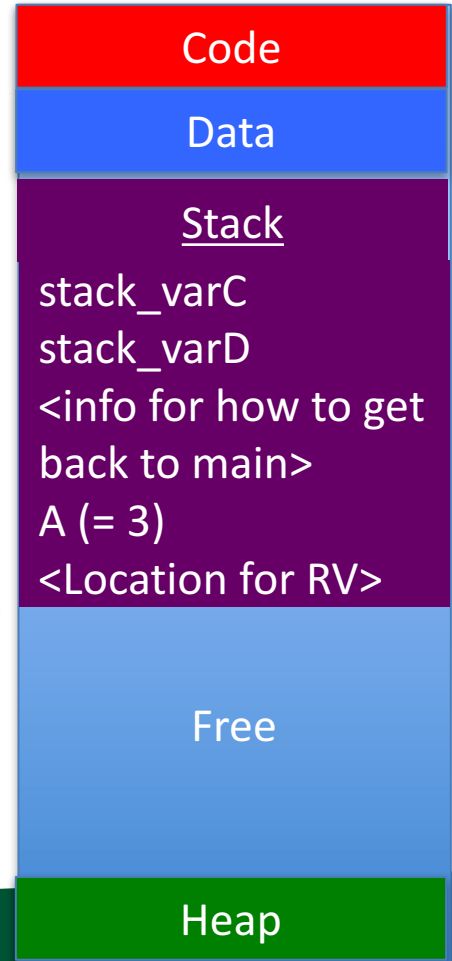 Code
Data
Stack
stack_varC
stack_varD
<info for how to get
back to main>
A (= 3)
<Location for RV>
Free
Heap